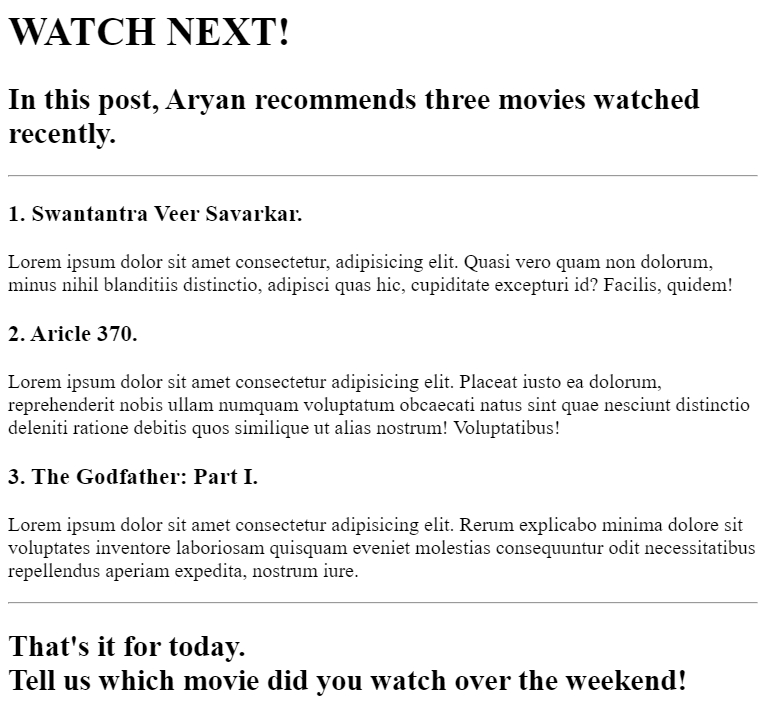 WATCH NEXT!
In this post, Aryan recommends three movies watched
recently.
1. Swantantra Veer Savarkar.
Lorem ipsum dolor sit amet consectetur, adipisicing elit. Quasi vero quam non dolorum,
minus nihil blanditiis distinctio, adipisci quas hic, cupiditate excepturi id? Facilis, quidem!
2. Aricle 370.
Lorem ipsum dolor sit amet consectetur adipisicing elit. Placeat iusto ea dolorum,
reprehenderit nobis ullam numquam voluptatum obcaecati natus sint quae nesciunt distinctio
deleniti ratione debitis quos similique ut alias nostrum! Voluptatibus!
3. The Godfather: Part I.
Lorem ipsum dolor sit amet consectetur adipisicing elit. Rerum explicabo minima dolore sit
voluptates inventore laboriosam quisquam eveniet molestias consequuntur odit necessitatibus
repellendus aperiam expedita, nostrum iure.
That's it for today.
Tell us which movie did you watch over the weekend!